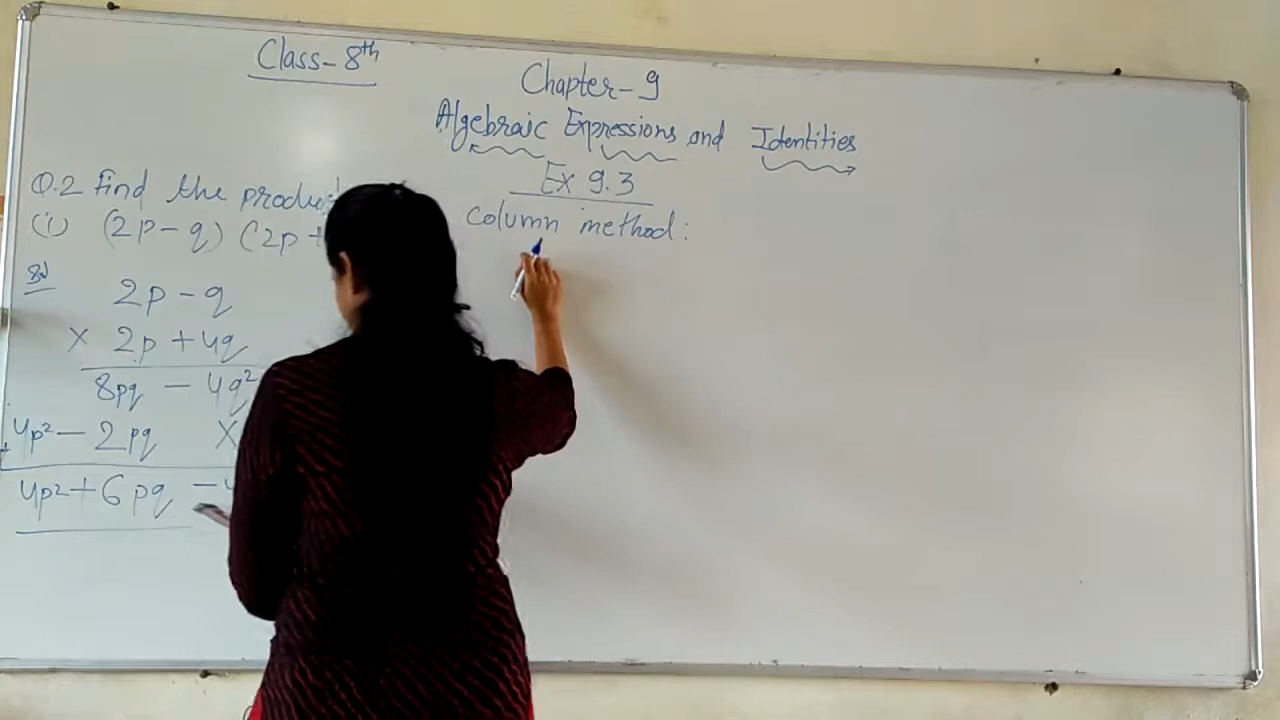 Class-8th
Chapter-9
Algebraic Expressions and Identities
Ex 9.3
Q.2 Find the
(i) (2p-q) (2p +
Sol
2p - q
× 2p + 4q
8pq - 4q²
+ 4p² - 2pq ×
4p² + 6pq -
Column method: